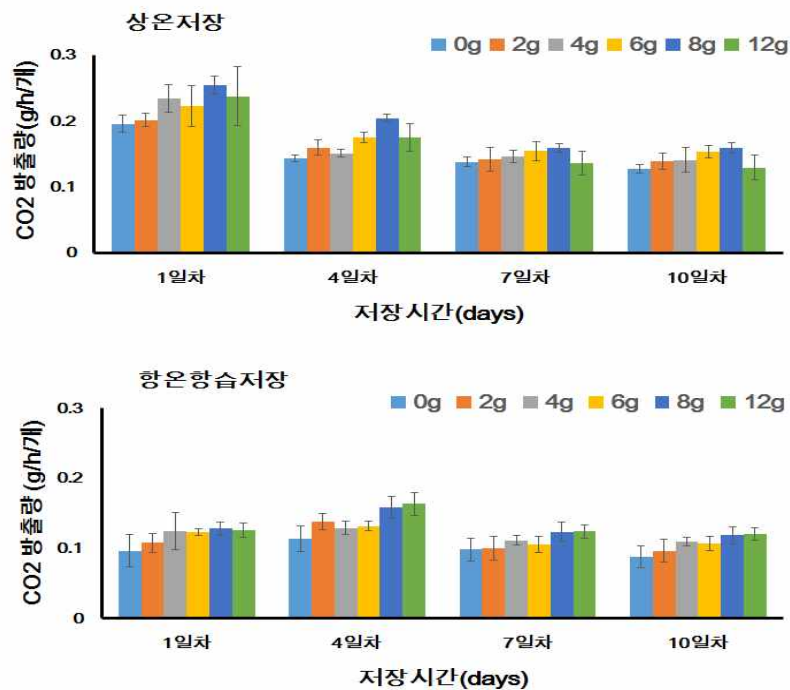 상온저장
0g 2g 4g 6g 8g 12g
CO2 방출량(g/h/개)
0.3
0.2
0.1
0
1일차 4일차 7일차 10일차
저장 시간(days)
항온항습저장
0g 2g 4g 6g 8g 12g
CO2 방출량 (g/h/개)
0.3
0.2
0.1
0
1일차 4일차 7일차 10일차
저장 시간(days)